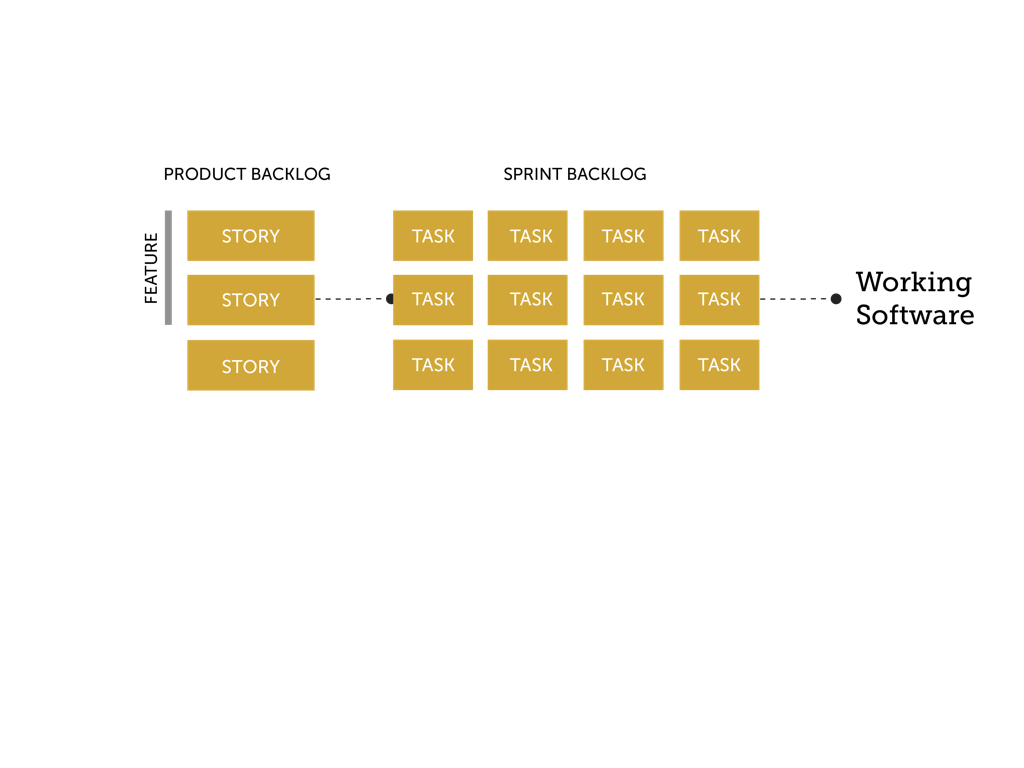 PRODUCT BACKLOG
SPRINT BACKLOG
FEATURE
STORY
TASK
TASK
TASK
TASK
STORY
TASK
TASK
TASK
TASK
STORY
TASK
TASK
TASK
TASK
Working
Software